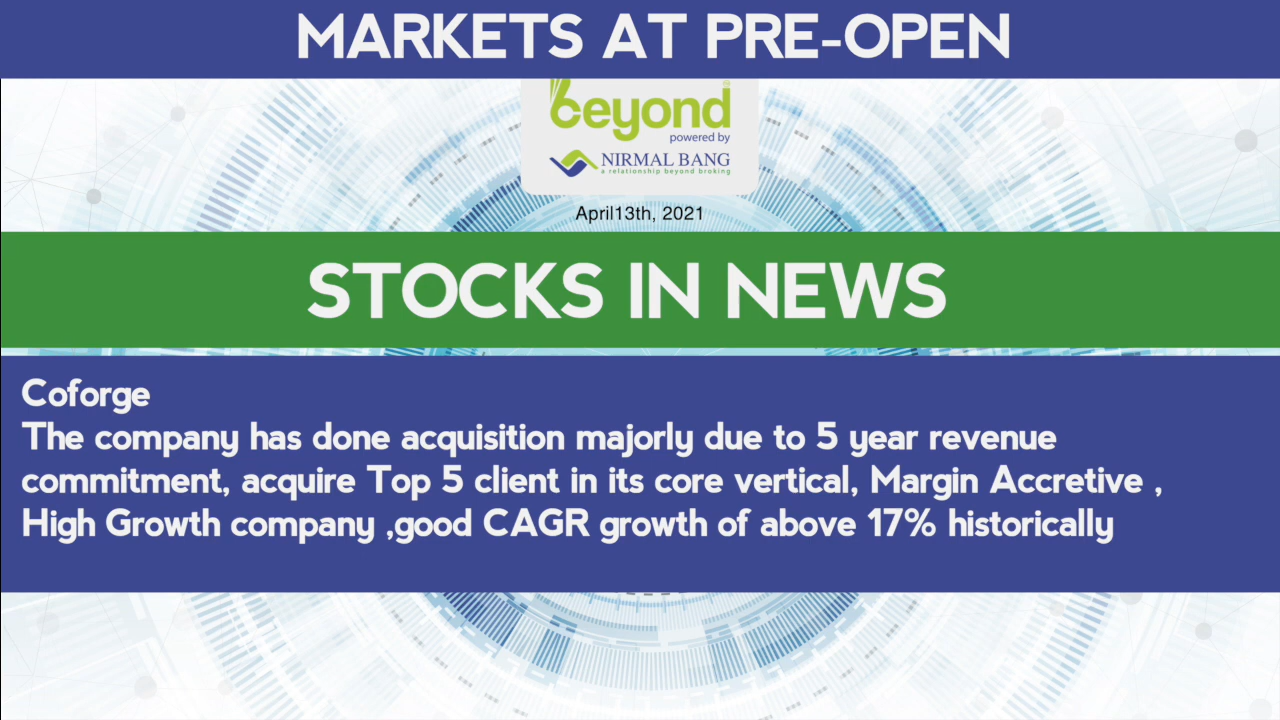 MARKETS AT PRE-OPEN
beyond
powered by
NIRMAL BANG
a relationship beyond broking
April13th, 2021
STOCKS IN NEWS
Coforge
The company has done acquisition majorly due to 5 year revenue
commitment, acquire Top 5 client in its core vertical, Margin Accretive ,
High Growth company ,good CAGR growth of above 17% historically